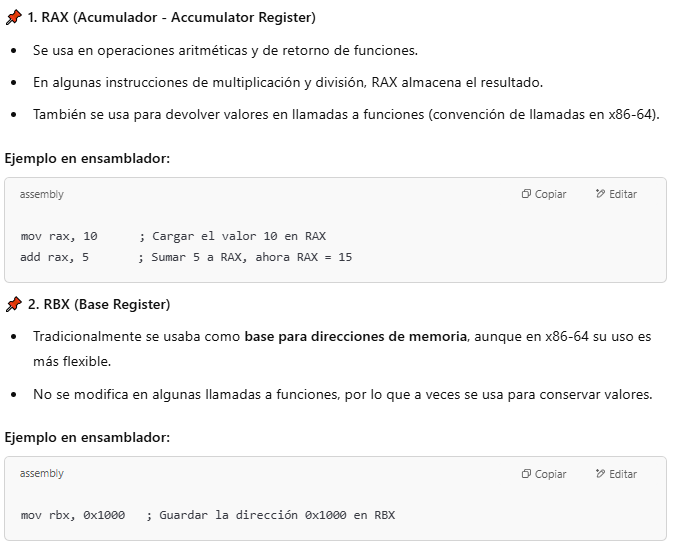 📌 1. RAX (Acumulador - Accumulator Register)
• Se usa en operaciones aritméticas y de retorno de funciones.
• En algunas instrucciones de multiplicación y división, RAX almacena el resultado.
• También se usa para devolver valores en llamadas a funciones (convención de llamadas en x86-64).
Ejemplo en ensamblador:
assembly Copiar Editar
mov rax, 10 ; Cargar el valor 10 en RAX
add rax, 5 ; Sumar 5 a RAX, ahora RAX = 15
📌 2. RBX (Base Register)
• Tradicionalmente se usaba como base para direcciones de memoria, aunque en x86-64 su uso es
más flexible.
• No se modifica en algunas llamadas a funciones, por lo que a veces se usa para conservar valores.
Ejemplo en ensamblador:
assembly Copiar Editar
mov rbx, 0x1000 ; Guardar la dirección 0x1000 en RBX